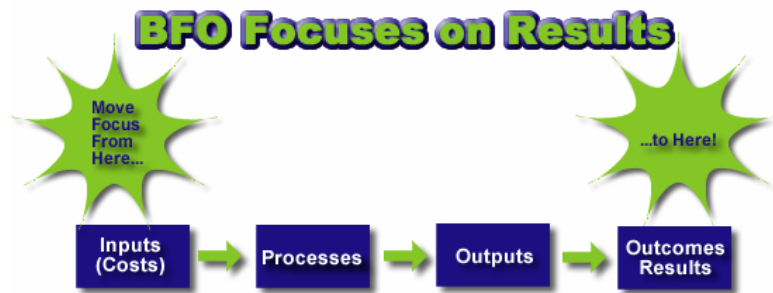 BFO Focuses on Results
Move
Focus
From
Here...
...to Here!
Inputs
(Costs)
Processes
Outputs
Outcomes
Results